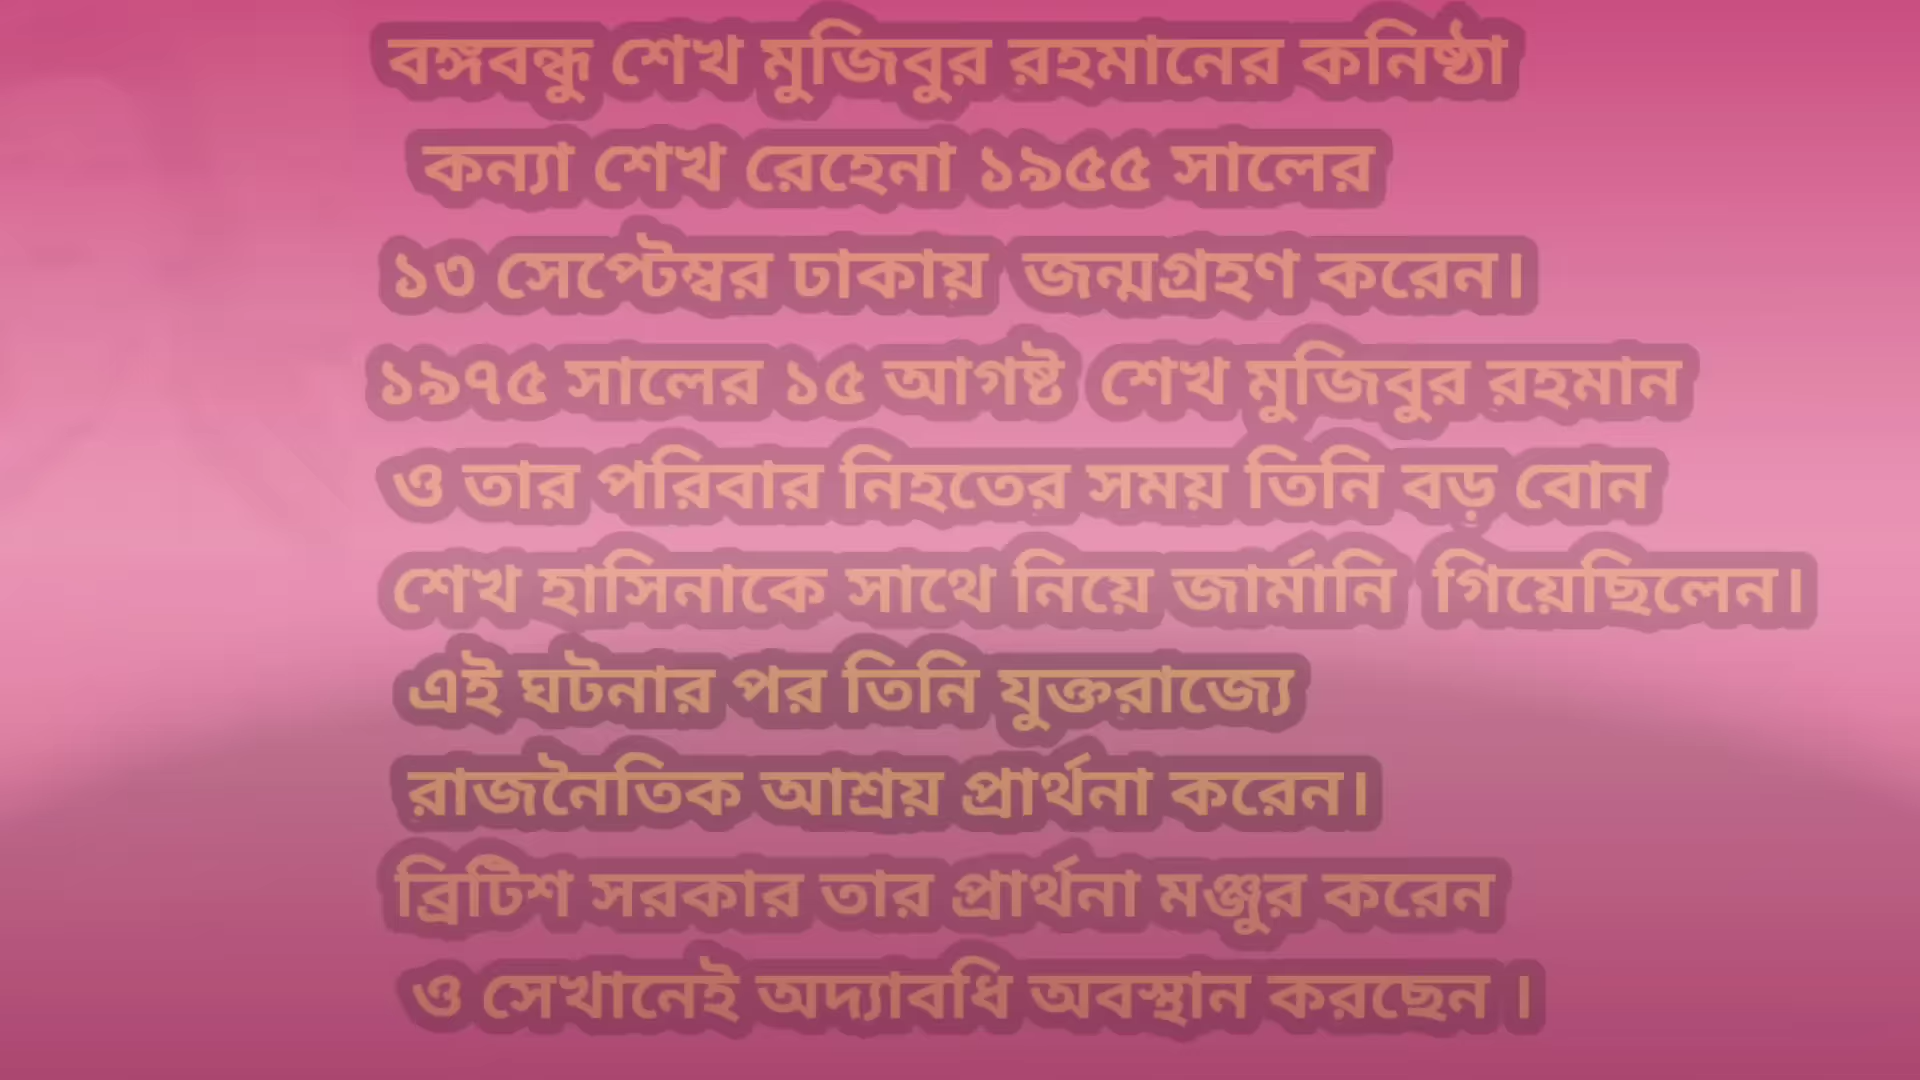 বঙ্গবন্ধু শেখ মুজিবুর রহমানের কনিষ্ঠা
কন্যা শেখ রেহেনা ১৯৫৫ সালের
১৩ সেপ্টেম্বর ঢাকায় জন্মগ্রহণ করেন।
১৯৭৫ সালের ১৫ আগষ্ট শেখ মুজিবুর রহমান
ও তার পরিবার নিহতের সময় তিনি বড় বোন
শেখ হাসিনাকে সাথে নিয়ে জার্মানি গিয়েছিলেন।
এই ঘটনার পর তিনি যুক্তরাজ্যে
রাজনৈতিক আশ্রয় প্রার্থনা করেন।
ব্রিটিশ সরকার তার প্রার্থনা মঞ্জুর করেন
ও সেখানেই অদ্যাবধি অবস্থান করছেন ।